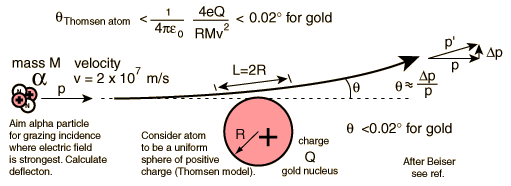 θThomsen atom < 1/4πε0 4eQ/RMv2 < 0.02° for gold
mass M velocity
α v = 2 x 10^7 m/s
p
N
N
L=2R
θ
p'
p
Δp
θ ≈ Δp/p
Aim alpha particle
for grazing incidence
where electric field
is strongest. Calculate
deflecton.
Consider atom
to be a uniform
sphere of positive
charge (Thomsen model).
R
+
charge
Q
gold nucleus
θ <0.02° for gold
After Beiser
see ref.